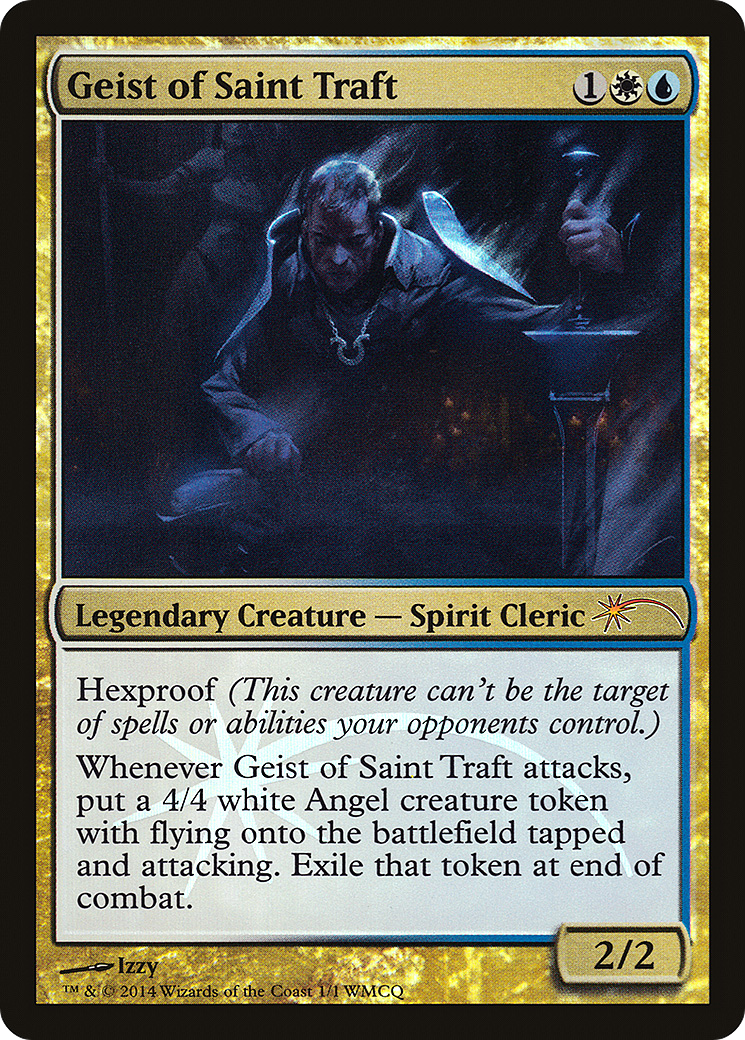 Geist of Saint Traft 1
Legendary Creature — Spirit Cleric
Hexproof (This creature can't be the target
of spells or abilities your opponents control.)
Whenever Geist of Saint Traft attacks,
put a 4/4 white Angel creature token
with flying onto the battlefield tapped
and attacking. Exile that token at end of
combat.
2/2
Izzy
™ & © 2014 Wizards of the Coast 1/1 WMCQ